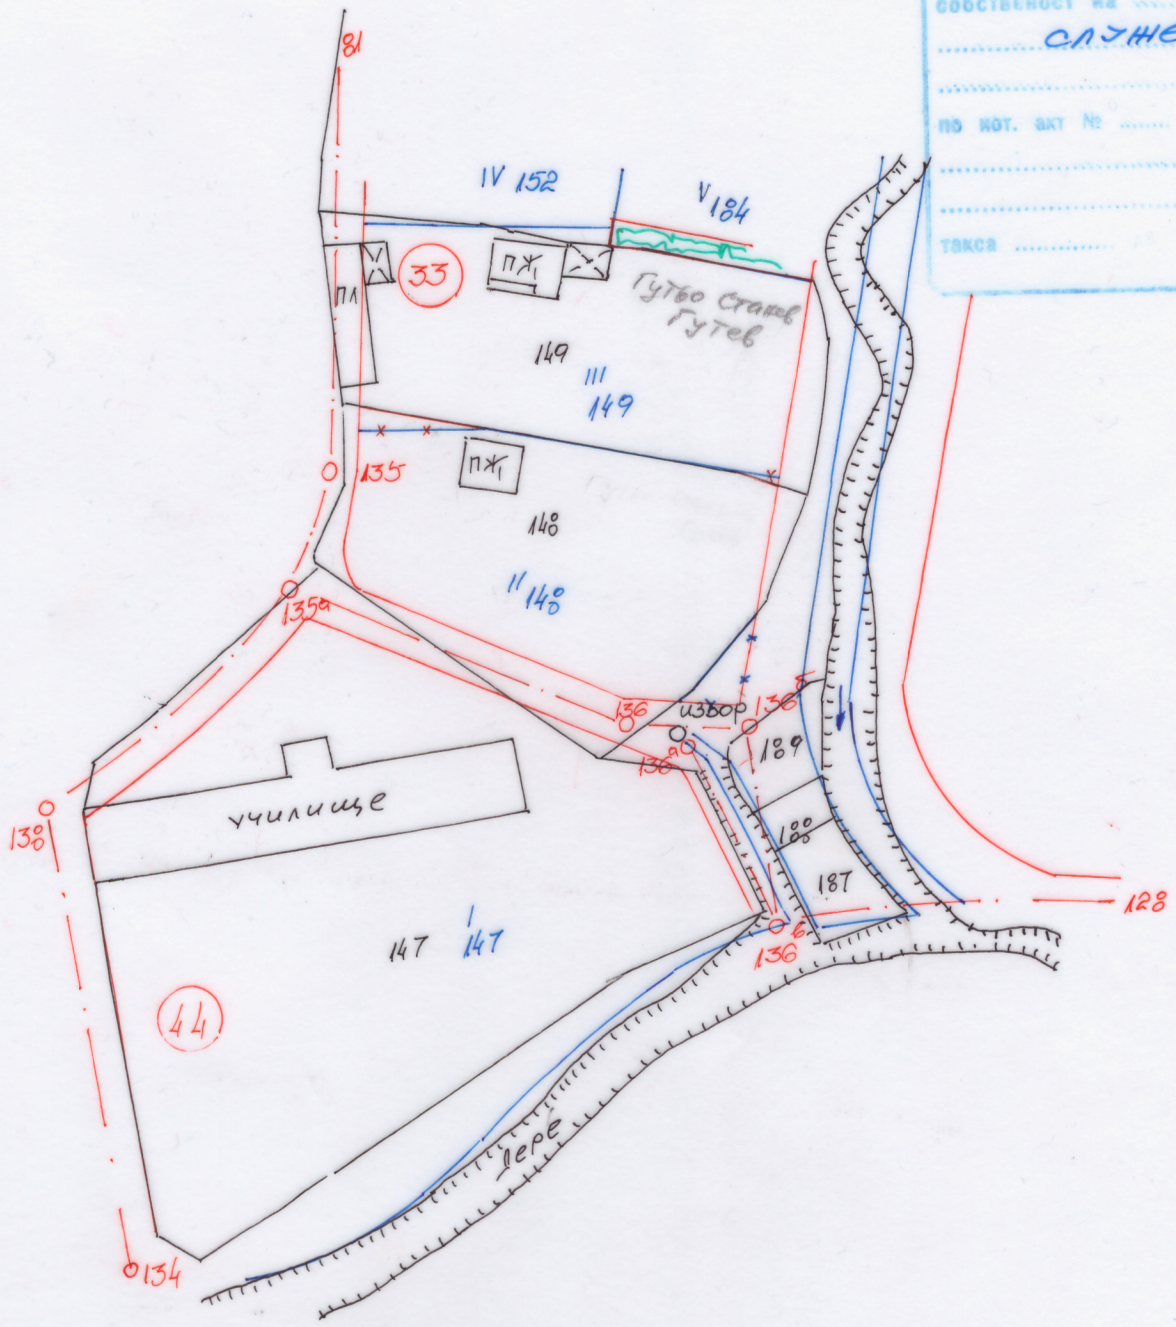 81
собственост на
СЛУЖЕ
по нот. акт №
такса
IV 152
V 184
ПЛ
33
ПЖ1
Гутьо Станев
Гутев
149
III
149
135
ПЖ1
148
II 148
135а
136
извор
136б
136а
189
188
187
училище
138
128
136в
147
I
147
44
дере
134